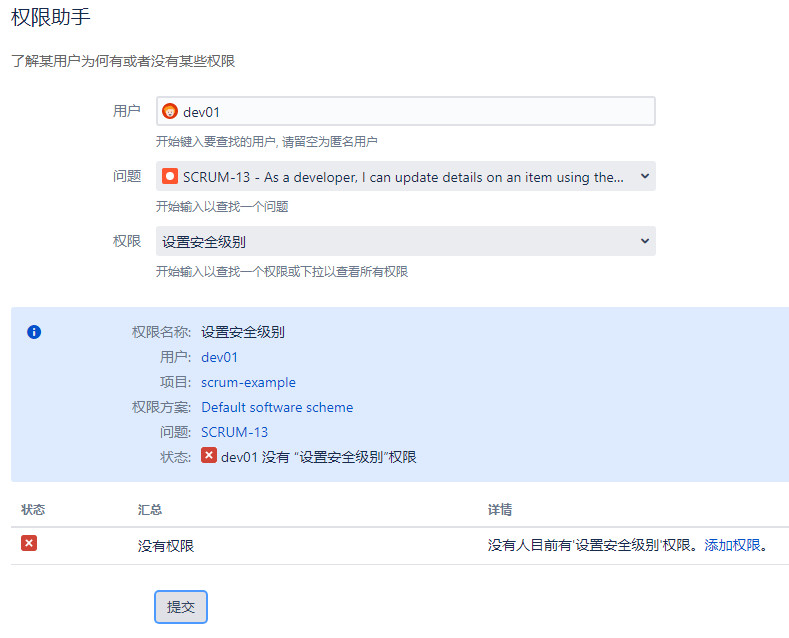 权限助手
了解某用户为何有或者没有某些权限
用户 dev01
开始键入要查找的用户, 请留空为匿名用户
问题 SCRUM-13 - As a developer, I can update details on an item using the...
开始输入以查找一个问题
权限 设置安全级别
开始输入以查找一个权限或下拉以查看所有权限
权限名称: 设置安全级别
用户: dev01
项目: scrum-example
权限方案: Default software scheme
问题: SCRUM-13
状态: dev01 没有 “设置安全级别”权限
状态 汇总 详情
没有权限 没有人目前有'设置安全级别'权限。添加权限。
提交